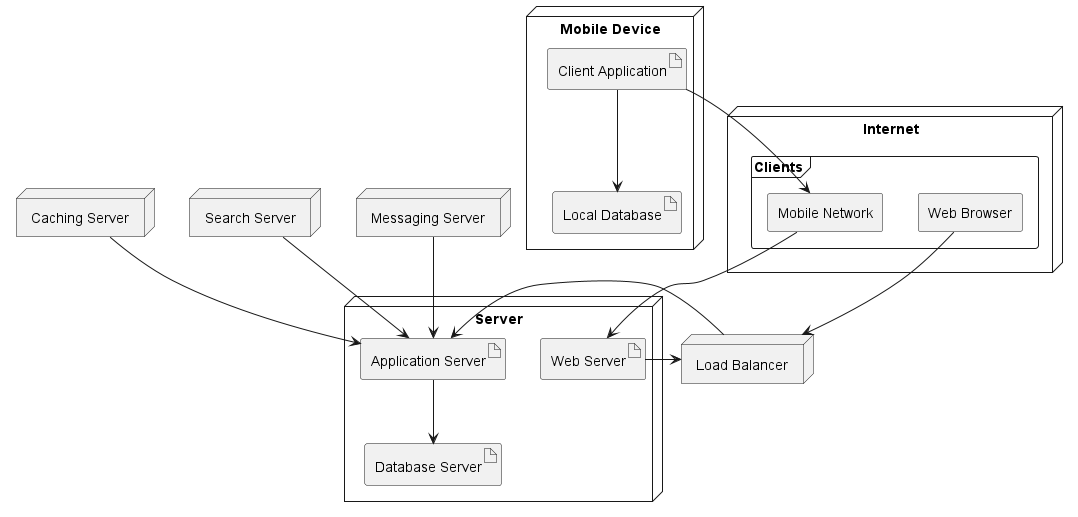 Mobile Device
Client Application
Local Database
Internet
Clients
Mobile Network
Web Browser
Caching Server
Search Server
Messaging Server
Server
Application Server
Web Server
Load Balancer
Database Server